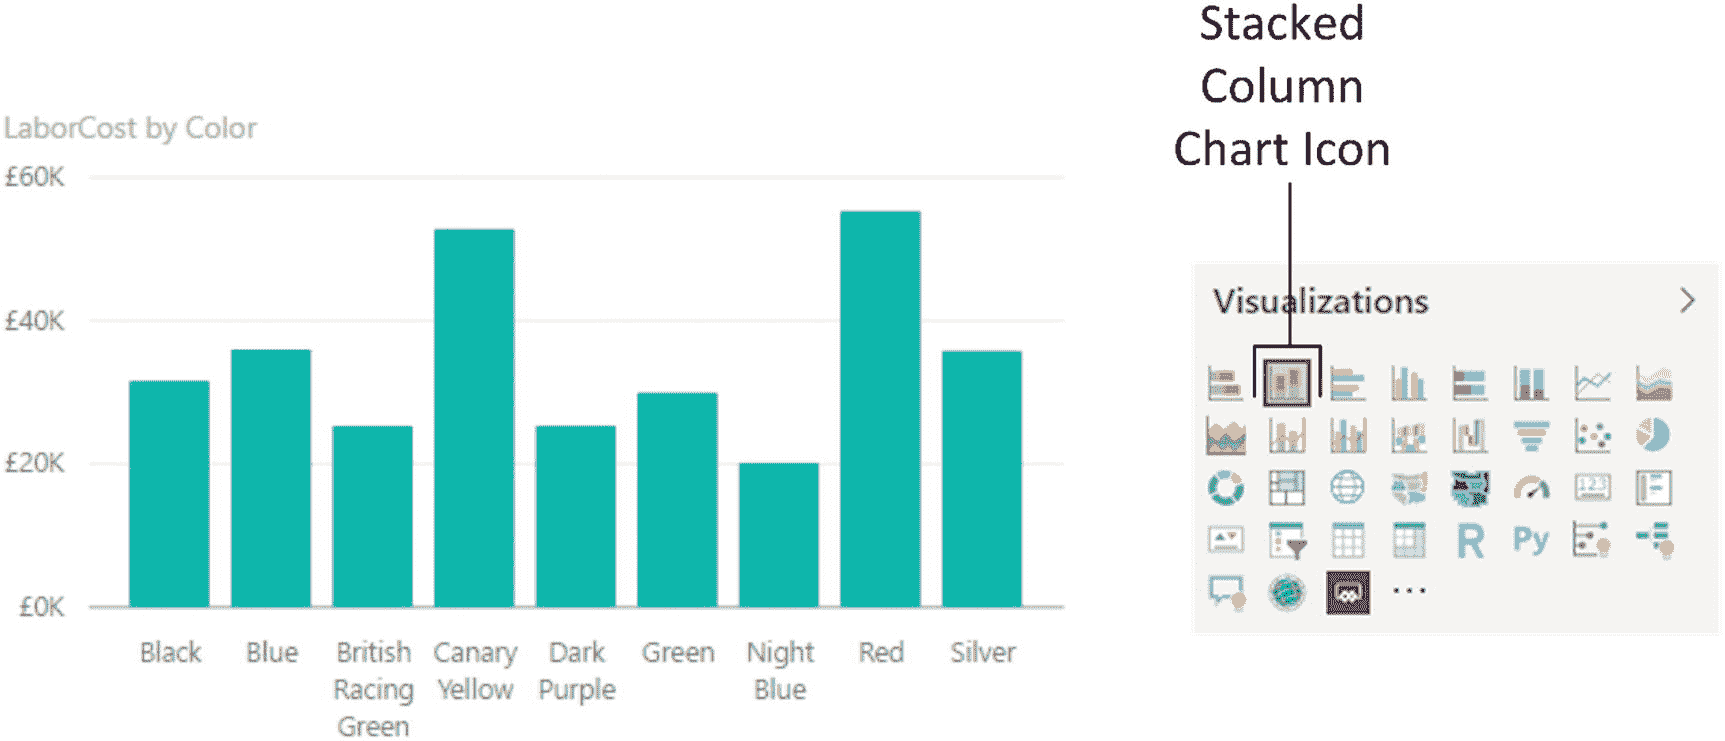 Stacked
Column
Chart Icon
LaborCost by Color
£60K
£40K
£20K
£0K
Black
Blue
British
Racing
Green
Canary
Yellow
Dark
Purple
Green
Night
Blue
Red
Silver
Visualizations
123
R
Py